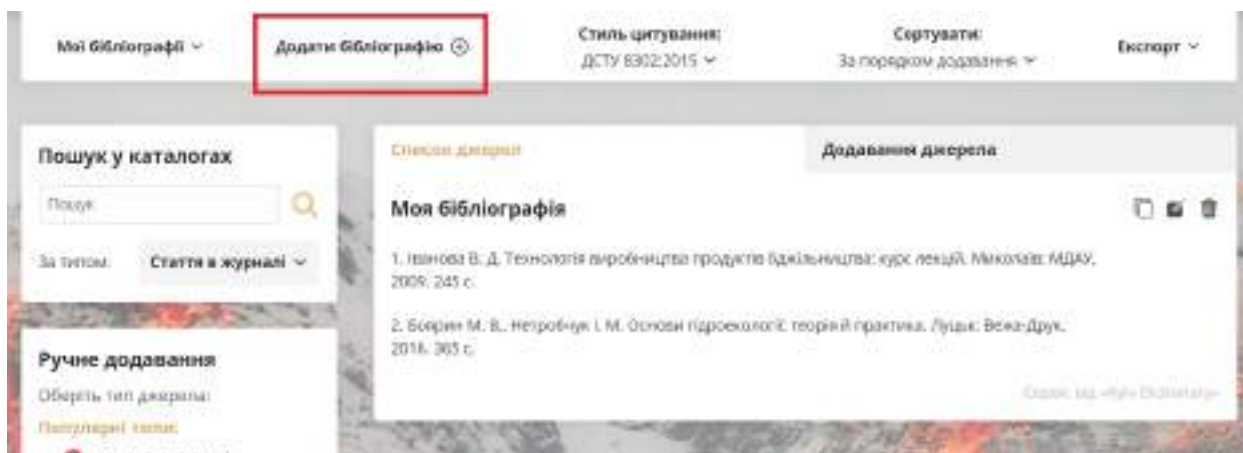 Мої бібліографії
Додати бібліографію
Стиль цитування:
ДСТУ 8302:2015
Сортувати:
За порядком додавання
Експорт
Пошук у каталогах
Пошук
За типом:
Стаття в журналі
Список джерел
Додавання джерела
Моя бібліографія
1. Іванова В. Д. Технологія виробництва продуктів бджільництва: курс лекцій. Миколаїв: МДАУ,
2009. 245 с.
2. Боярин М. В., Нетробчук І. М. Основи гідроекології: теорія й практика. Луцьк: Вежа-Друк,
2016. 365 с.
Ручне додавання
Оберіть тип джерела:
Популярні типи:
Сервіс від